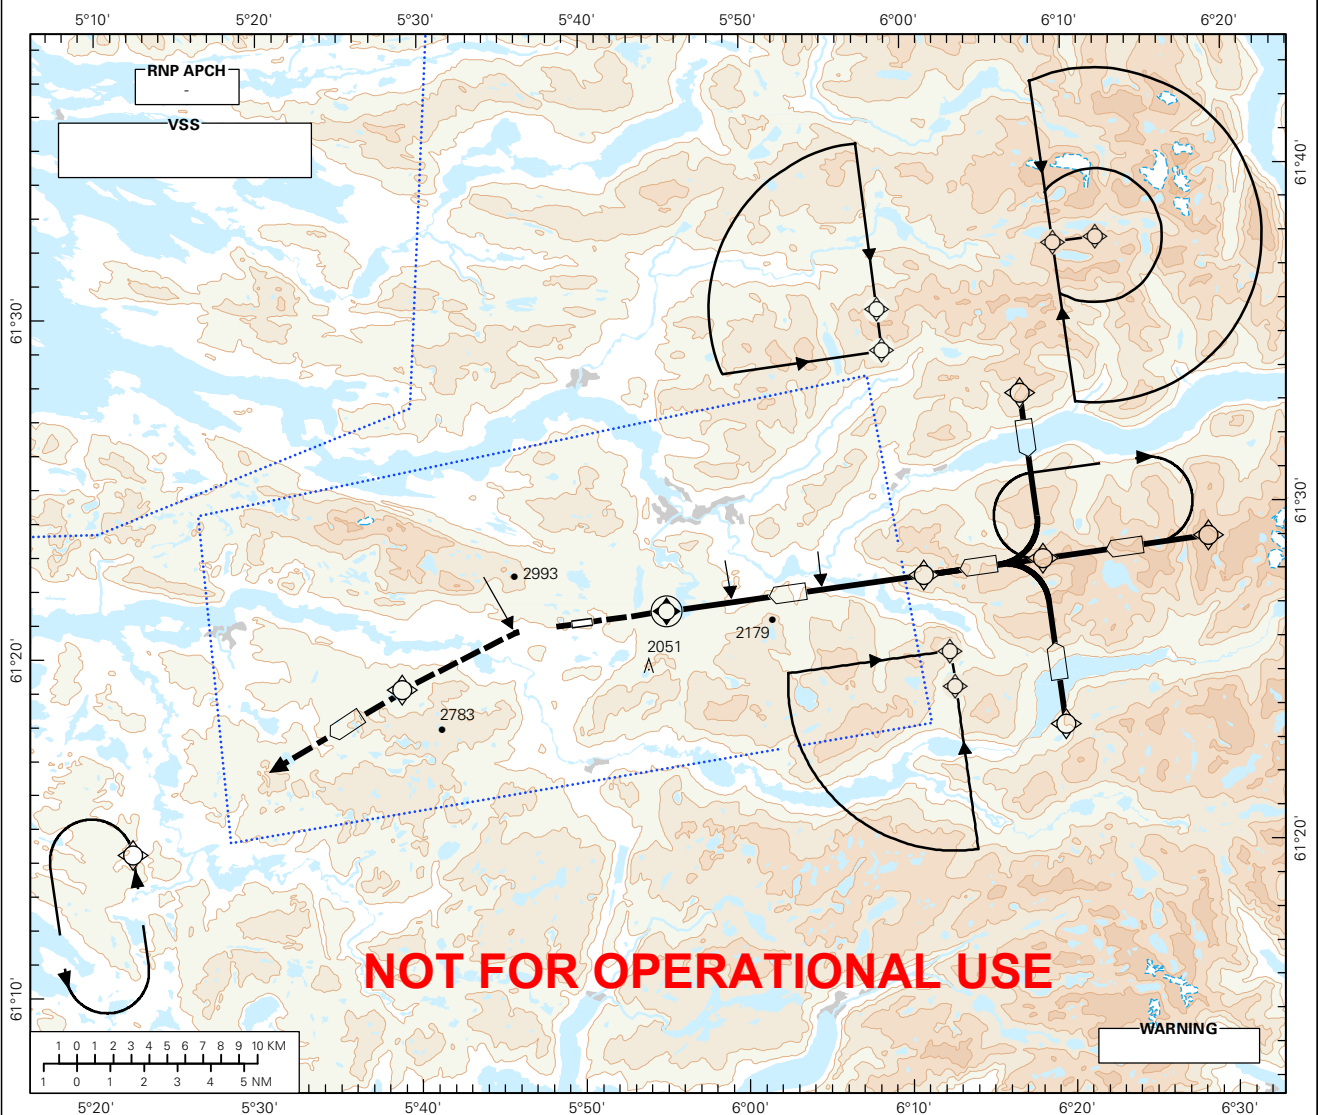 5°10' 5°20' 5°30' 5°40' 5°50' 6°00' 6°10' 6°20'
RNP APCH
-
VSS
61°40'
61°30'
61°30'
2993
2179
2051
61°20'
2783
61°20'
NOT FOR OPERATIONAL USE
61°10'
WARNING
1 0 1 2 3 4 5 6 7 8 9 10 KM
1 0 1 2 3 4 5 NM
5°20' 5°30' 5°40' 5°50' 6°00' 6°10' 6°20' 6°30'